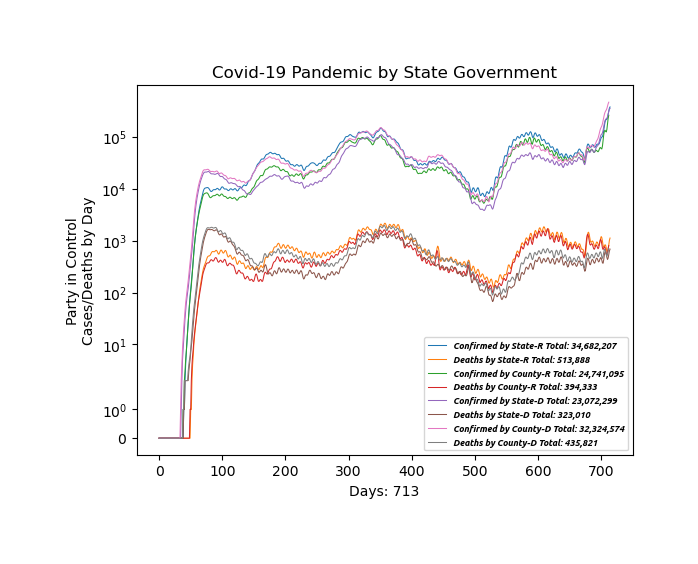 Covid-19 Pandemic by State Government
Party in Control
Cases/Deaths by Day
10^5
10^4
10^3
10^2
10^1
10^0
0
Confirmed by State-R Total: 34,682,207
Deaths by State-R Total: 513,888
Confirmed by County-R Total: 24,741,095
Deaths by County-R Total: 394,333
Confirmed by State-D Total: 23,072,299
Deaths by State-D Total: 323,010
Confirmed by County-D Total: 32,324,574
Deaths by County-D Total: 435,821
0 100 200 300 400 500 600 700
Days: 713